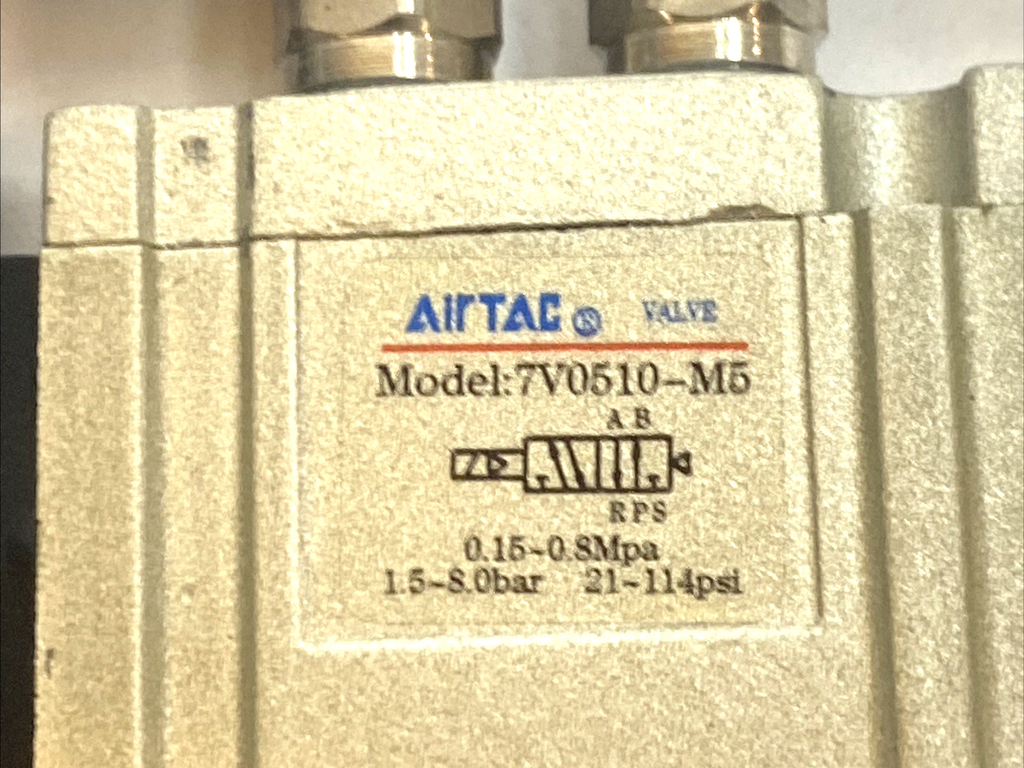 AIRTAC ® VALVE
Model:7V0510-M5
A B
R P S
0.15~0.8Mpa
1.5~8.0bar 21~114psi